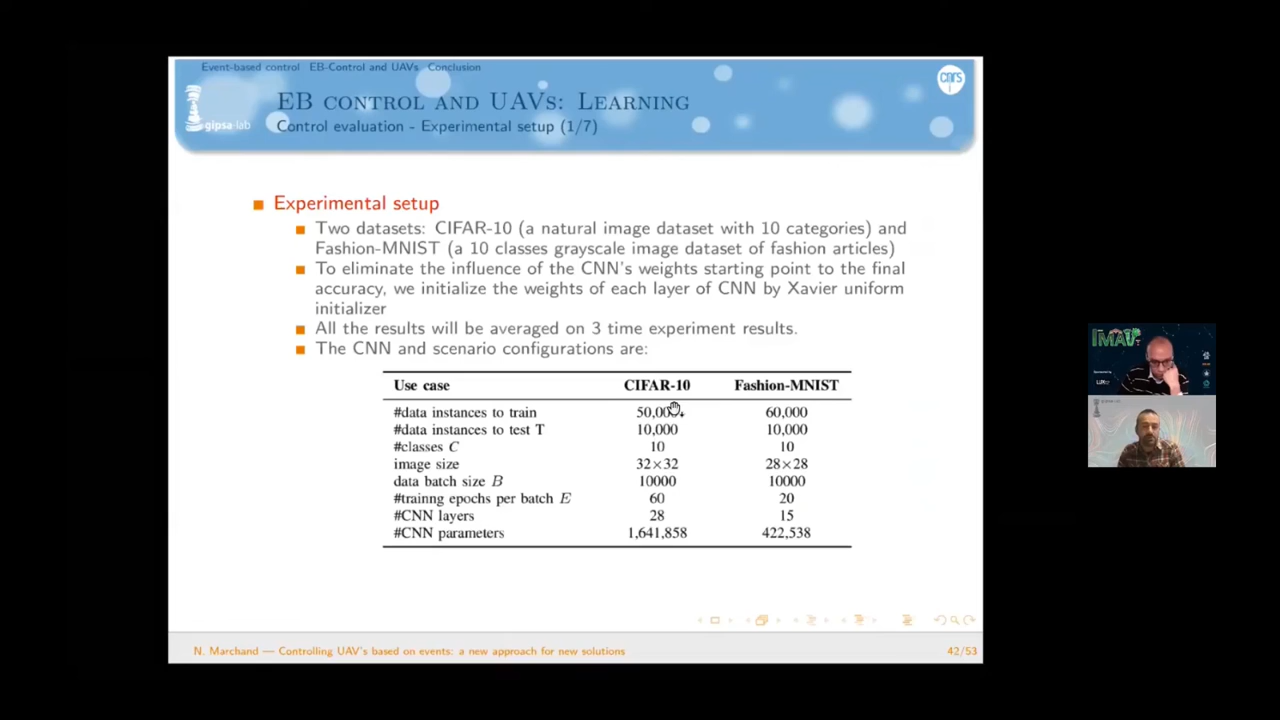 Event-based control EB-Control and UAVs Conclusion
EB CONTROL AND UAVS: LEARNING
Control evaluation - Experimental setup (1/7)
gipsa-lab
cnrs
Experimental setup
Two datasets: CIFAR-10 (a natural image dataset with 10 categories) and
Fashion-MNIST (a 10 classes grayscale image dataset of fashion articles)
To eliminate the influence of the CNN's weights starting point to the final
accuracy, we initialize the weights of each layer of CNN by Xavier uniform
initializer
All the results will be averaged on 3 time experiment results.
The CNN and scenario configurations are:
Use case CIFAR-10 Fashion-MNIST
#data instances to train 50,000 60,000
#data instances to test T 10,000 10,000
#classes C 10 10
image size 32×32 28×28
data batch size B 10000 10000
#trainng epochs per batch E 60 20
#CNN layers 28 15
#CNN parameters 1,641,858 422,538
N. Marchand — Controlling UAV's based on events: a new approach for new solutions 42/53
IMAV